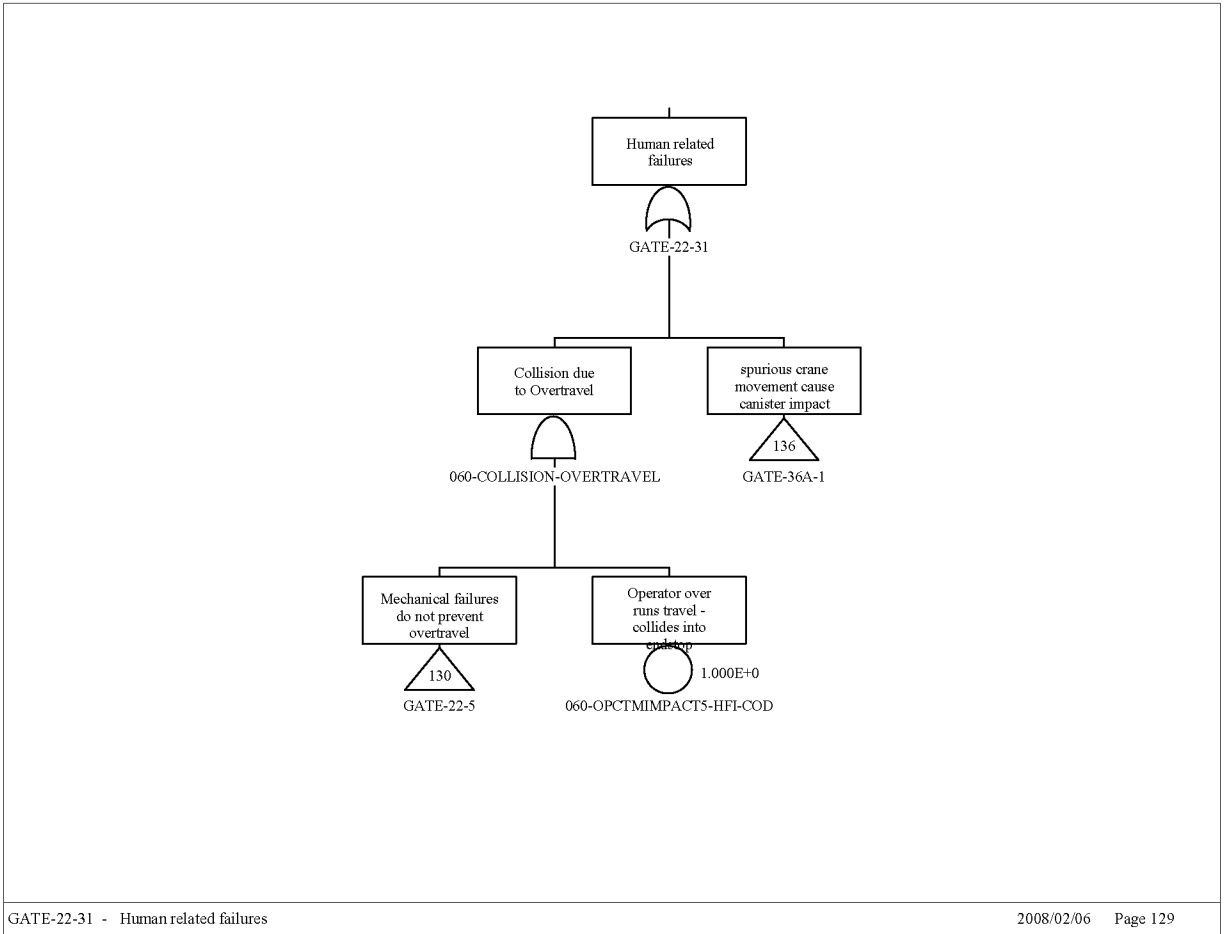 Human related
failures
GATE-22-31
Collision due
to Overtravel
060-COLLISION-OVERTRAVEL
spurious crane
movement cause
canister impact
136
GATE-36A-1
Mechanical failures
do not prevent
overtravel
130
GATE-22-5
Operator over
runs travel -
collides into
endstop
1.000E+0
060-OPCTMIMPACT5-HFI-COD
GATE-22-31 - Human related failures
2008/02/06 Page 129